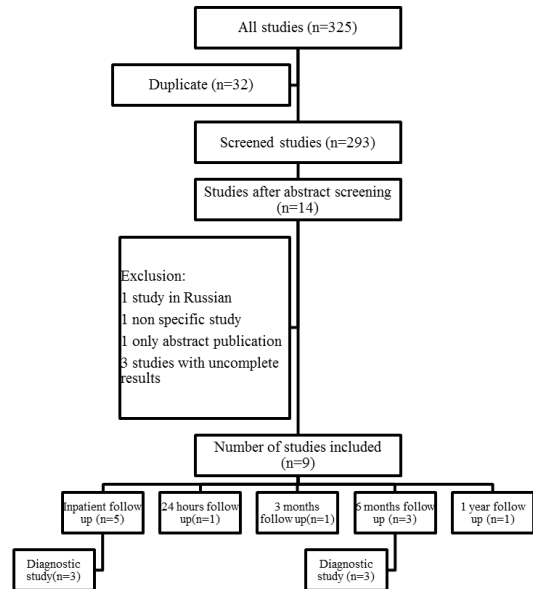 All studies (n=325)
Duplicate (n=32)
Screened studies (n=293)
Studies after abstract screening
(n=14)
Exclusion:
1 study in Russian
1 non specific study
1 only abstract publication
3 studies with uncomplete
results
Number of studies included
(n=9)
Inpatient follow
up (n=5)
24 hours follow
up(n=1)
3 months
follow up(n=1)
6 months follow
up (n=3)
1 year follow
up (n=1)
Diagnostic
study(n=3)
Diagnostic
study (n=3)